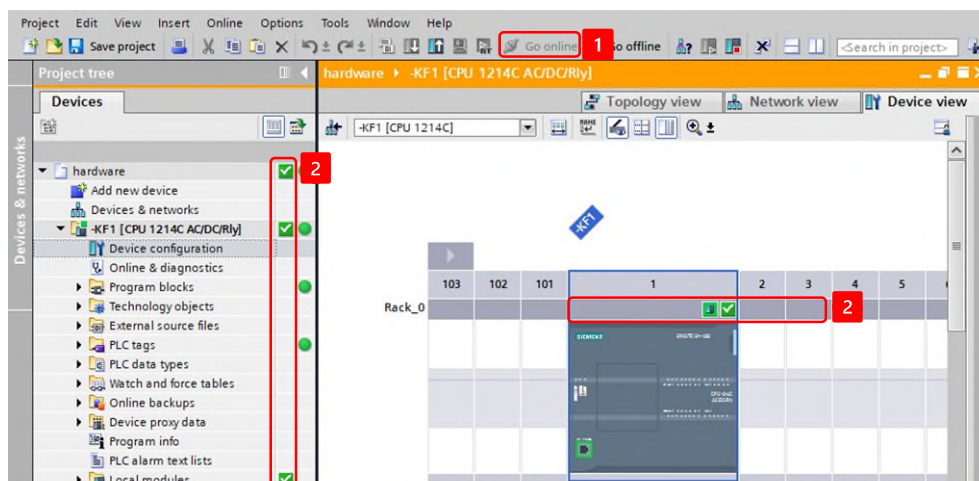 Project Edit View Insert Online Options Tools Window Help
Save project Go online 1 o offline <Search in project>
Project tree
hardware -KF1 [CPU 1214C AC/DC/Rly]
Devices
Topology view Network view Device view
-KF1 [CPU 1214C]
Devices & networks
hardware 2
Add new device
Devices & networks
-KF1 [CPU 1214C AC/DC/Rly]
Device configuration
Online & diagnostics
Program blocks
Technology objects
External source files
PLC tags
PLC data types
Watch and force tables
Online backups
Device proxy data
Program info
PLC alarm text lists
Local modules
-KF1
103 102 101 1 2 3 4 5
Rack_0 2
SIEMENS